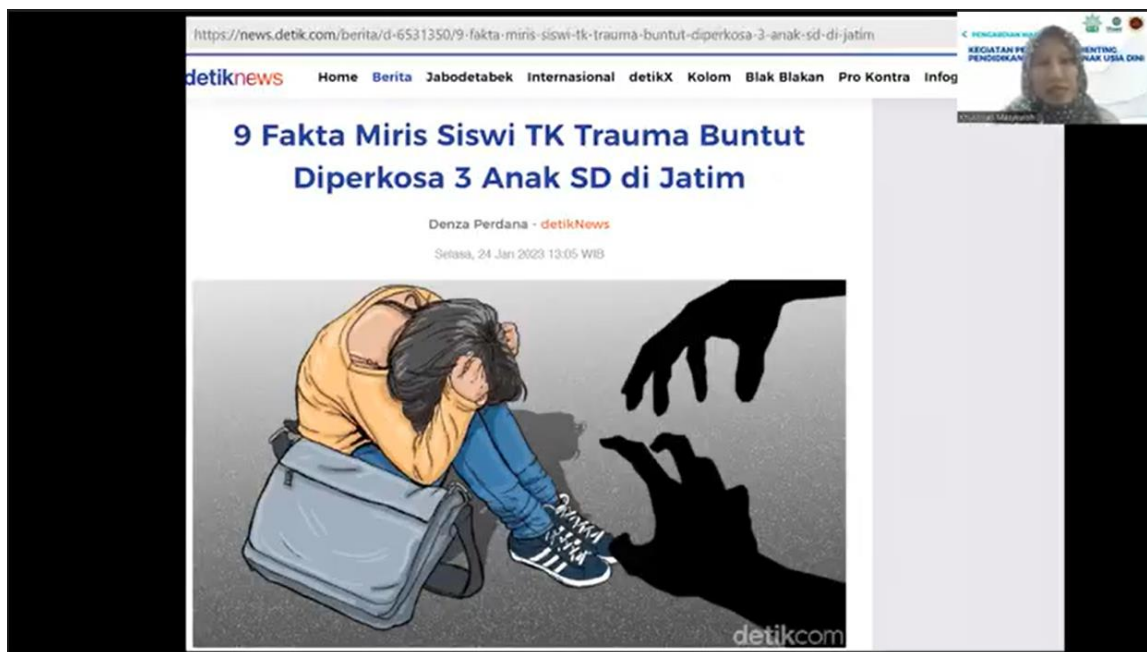 https://news.detik.com/berita/d-6531350/9-fakta-miris-siswi-tk-trauma-buntut-diperkosa-3-anak-sd-di-jatim
detiknews Home Berita Jabodetabek Internasional detikX Kolom Blak Blakan Pro Kontra Infog
PENGABDIAN
KEGIATAN
PENDIDIKAN ANAK USIA DINI
9 Fakta Miris Siswi TK Trauma Buntut
Diperkosa 3 Anak SD di Jatim
Denza Perdana - detikNews
Selasa, 24 Jan 2023 13:05 WIB
detikcom